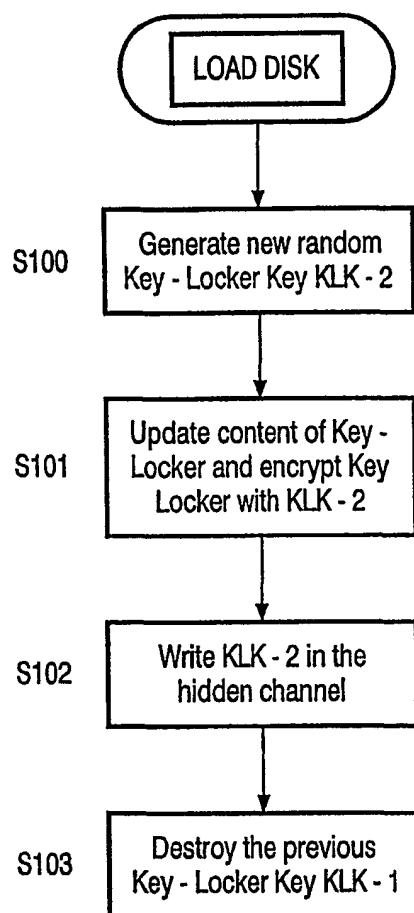 LOAD DISK
S100
Generate new random
Key - Locker Key KLK - 2
S101
Update content of Key -
Locker and encrypt Key
Locker with KLK - 2
S102
Write KLK - 2 in the
hidden channel
S103
Destroy the previous
Key - Locker Key KLK - 1